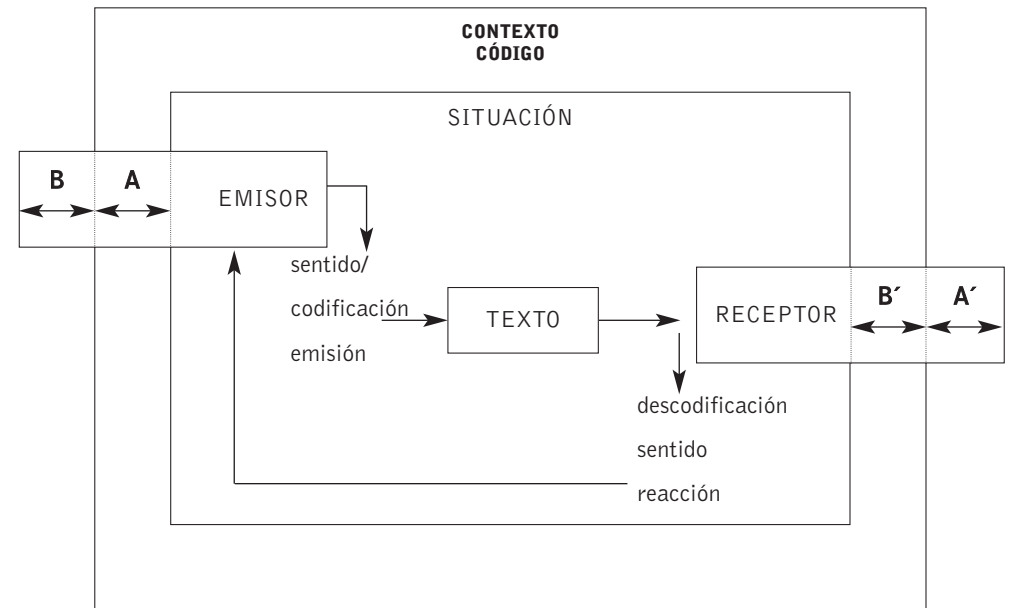 CONTEXTO
CÓDIGO
SITUACIÓN
B
A
EMISOR
sentido/
codificación
emisión
TEXTO
RECEPTOR
B´
A´
descodificación
sentido
reacción